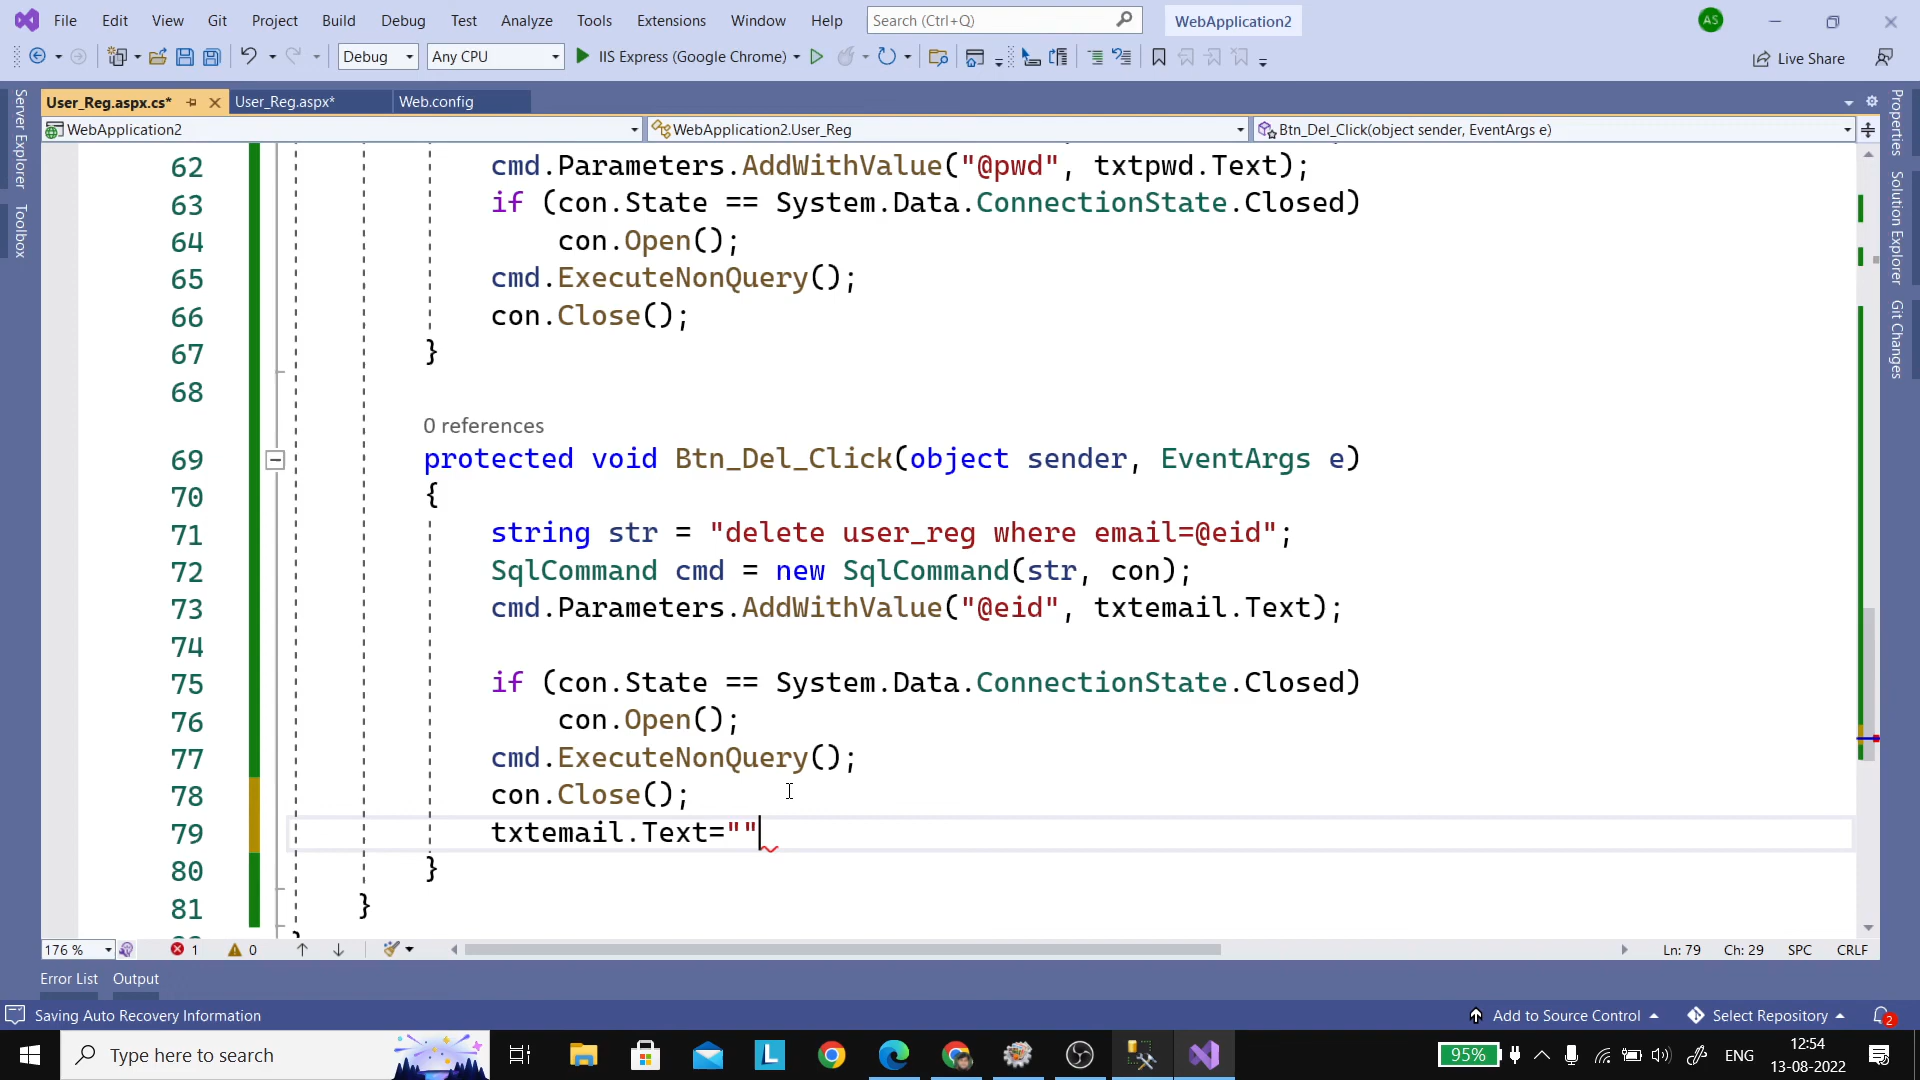 File Edit View Git Project Build Debug Test Analyze Tools Extensions Window Help Search (Ctrl+Q) WebApplication2 AS
Debug Any CPU IIS Express (Google Chrome) Live Share
User_Reg.aspx.cs* User_Reg.aspx* Web.config
WebApplication2 WebApplication2.User_Reg Btn_Del_Click(object sender, EventArgs e)
Server Explorer
Toolbox
Properties
Solution Explorer
Git Changes
62 cmd.Parameters.AddWithValue("@pwd", txtpwd.Text);
63 if (con.State == System.Data.ConnectionState.Closed)
64 con.Open();
65 cmd.ExecuteNonQuery();
66 con.Close();
67 }
68
0 references
69 protected void Btn_Del_Click(object sender, EventArgs e)
70 {
71 string str = "delete user_reg where email=@eid";
72 SqlCommand cmd = new SqlCommand(str, con);
73 cmd.Parameters.AddWithValue("@eid", txtemail.Text);
74
75 if (con.State == System.Data.ConnectionState.Closed)
76 con.Open();
77 cmd.ExecuteNonQuery();
78 con.Close();
79 txtemail.Text=""
80 }
81 }
176 % 1 0 Ln: 79 Ch: 29 SPC CRLF
Error List Output
Saving Auto Recovery Information Add to Source Control Select Repository 2
Type here to search L 95% ENG 12:54
13-08-2022